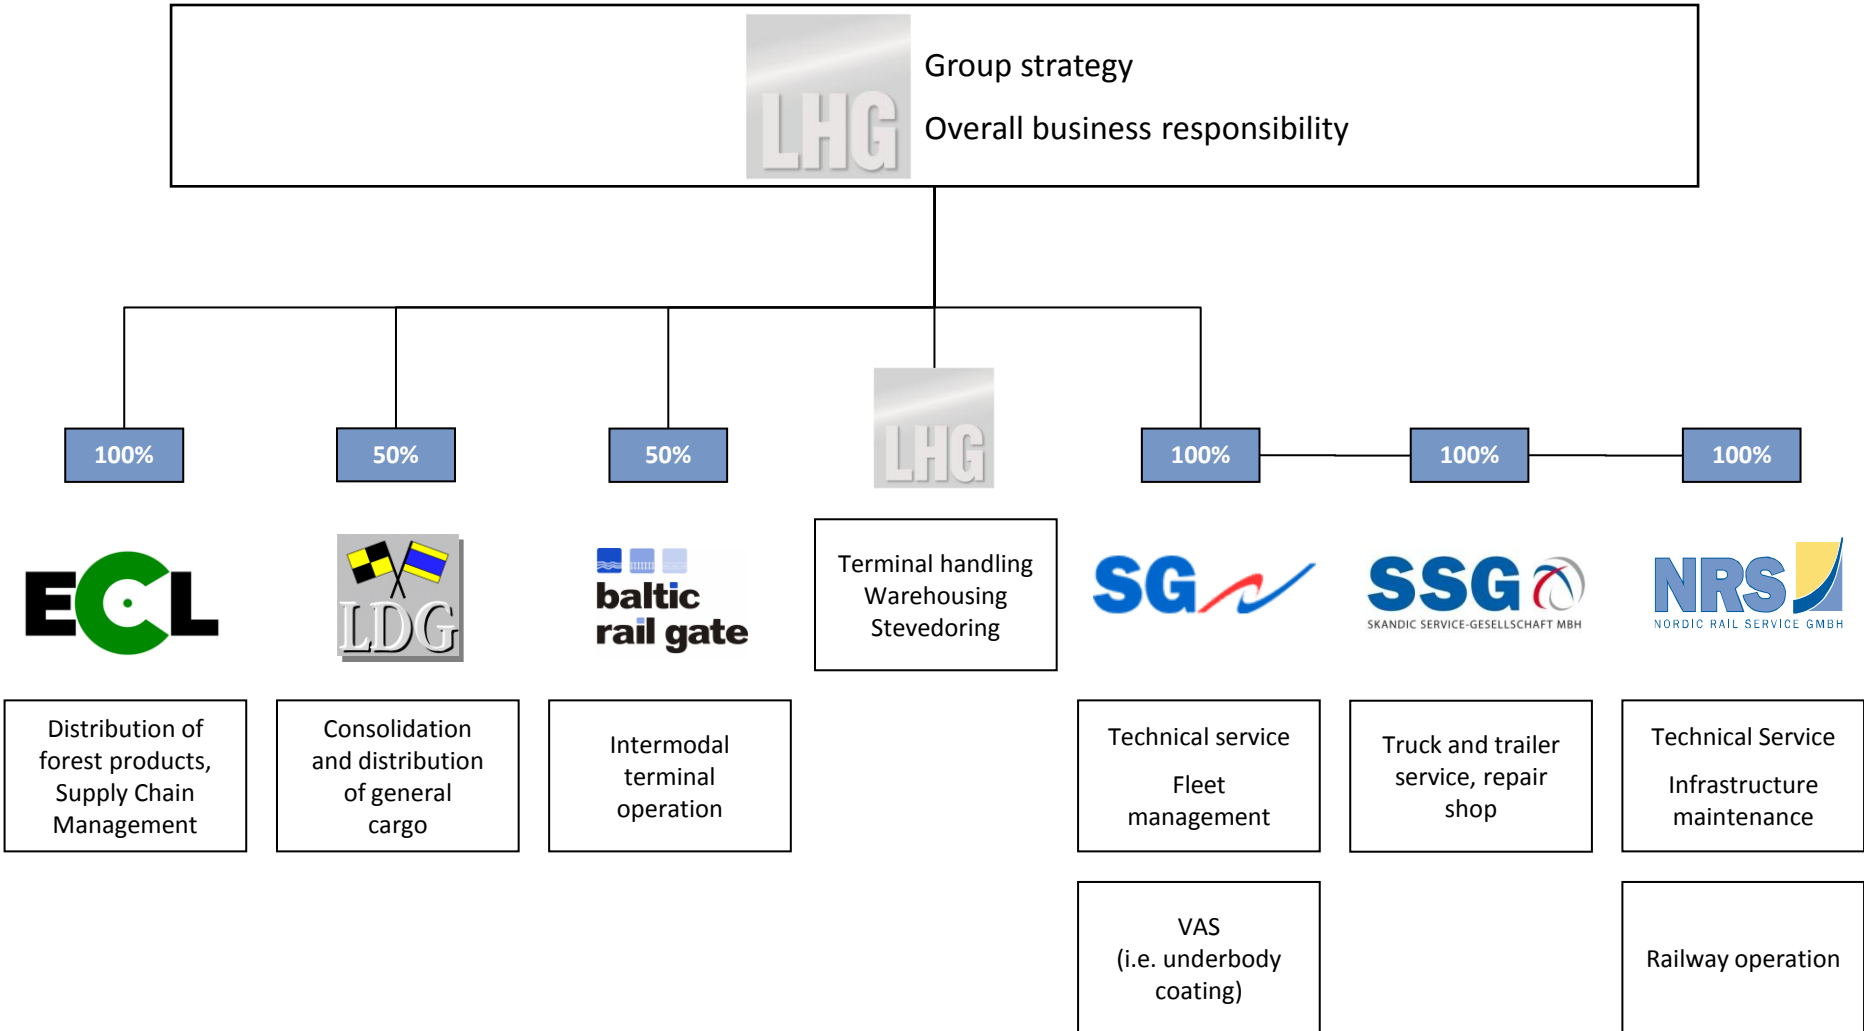 LHG
Group strategy
Overall business responsibility
100%
50%
50%
LHG
100%
100%
100%
ECL
LDG
baltic
rail gate
Terminal handling
Warehousing
Stevedoring
SG
SSG
SKANDIC SERVICE-GESELLSCHAFT MBH
NRS
NORDIC RAIL SERVICE GMBH
Distribution of
forest products,
Supply Chain
Management
Consolidation
and distribution
of general
cargo
Intermodal
terminal
operation
Technical service
Fleet
management
Truck and trailer
service, repair
shop
Technical Service
Infrastructure
maintenance
VAS
(i.e. underbody
coating)
Railway operation